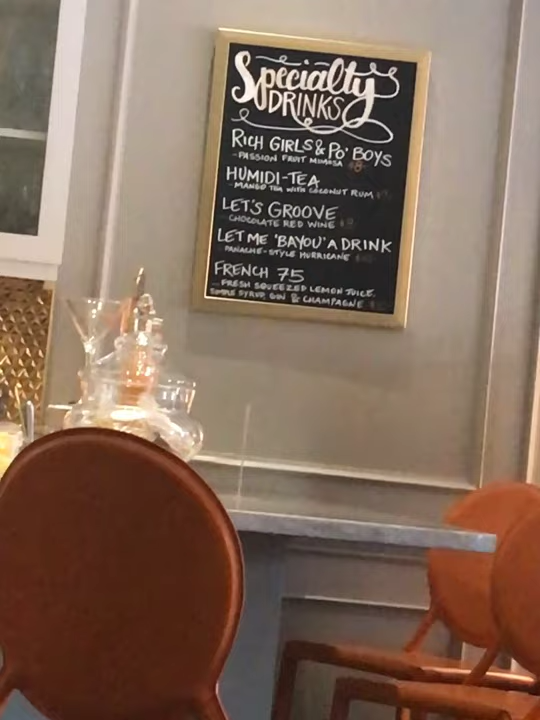 Specialty
DRINKS
RICH GIRLS & PO' BOYS
- PASSION FRUIT MIMOSA $8-
HUMIDI-TEA
- MANGO TEA WITH COCONUT RUM
LET'S GROOVE
- CHOCOLATE RED WINE
LET ME 'BAYOU' A DRINK
PANACHE-STYLE HURRICANE
FRENCH 75
- FRESH SQUEEZED LEMON JUICE,
SIMPLE SYRUP, GIN & CHAMPAGNE